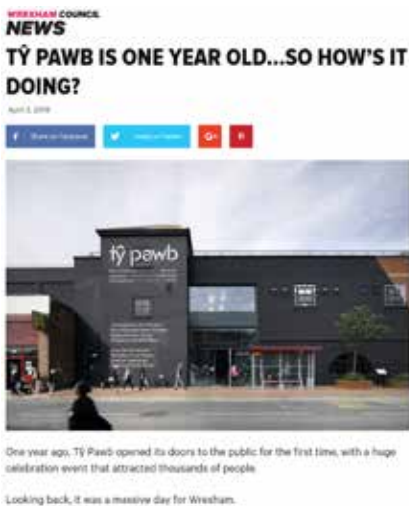 WREXHAM COUNCIL
NEWS
TŶ PAWB IS ONE YEAR OLD...SO HOW'S IT
DOING?
April 3, 2019
Share on Facebook
G+
tŷ pawb
One year ago, Tŷ Pawb opened its doors to the public for the first time, with a huge
celebration event that attracted thousands of people.
Looking back, it was a massive day for Wrexham.